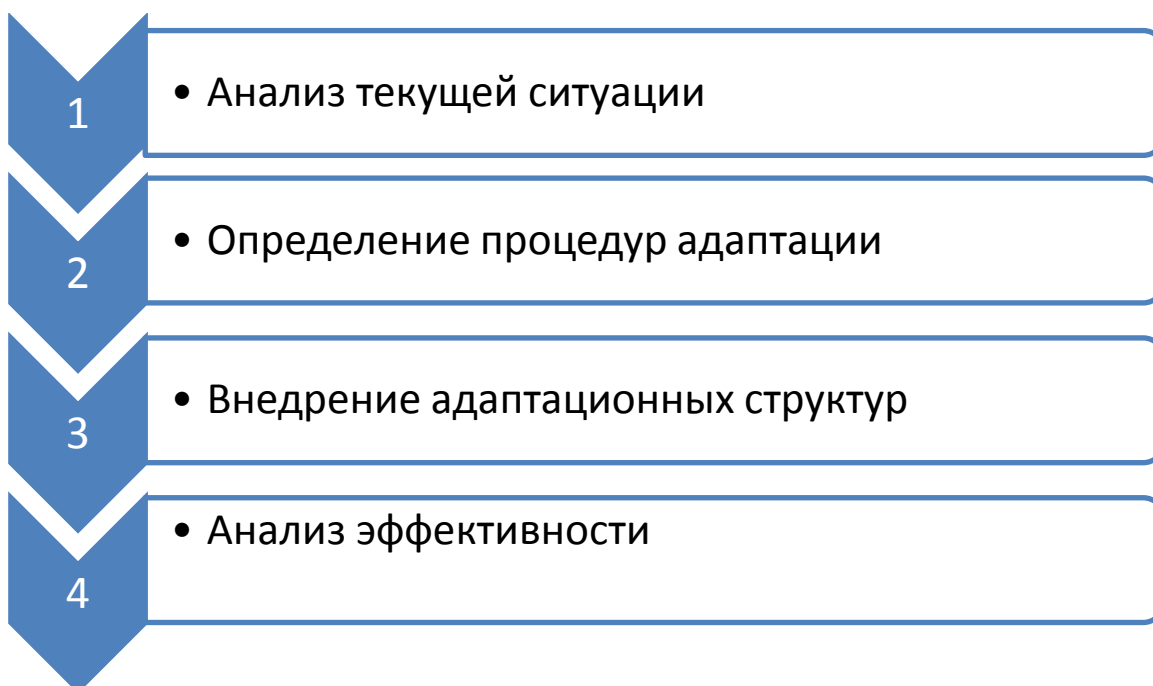 1
• Анализ текущей ситуации
2
• Определение процедур адаптации
3
• Внедрение адаптационных структур
4
• Анализ эффективности